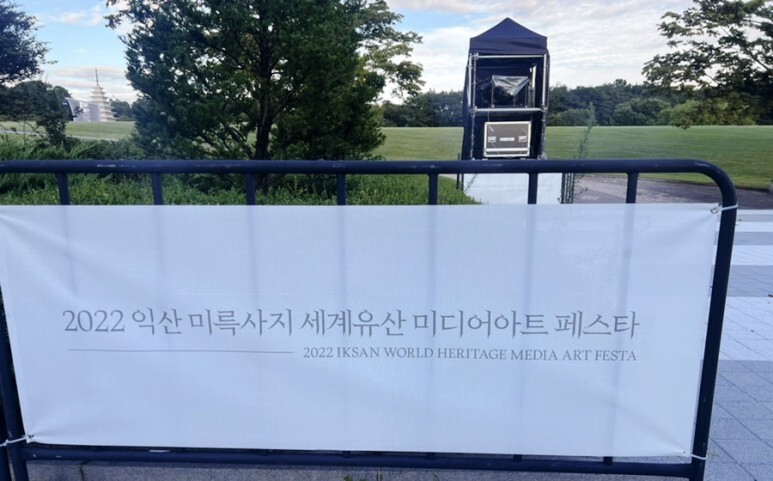 2022 익산 미륵사지 세계유산 미디어아트 페스타
2022 IKSAN WORLD HERITAGE MEDIA ART FESTA